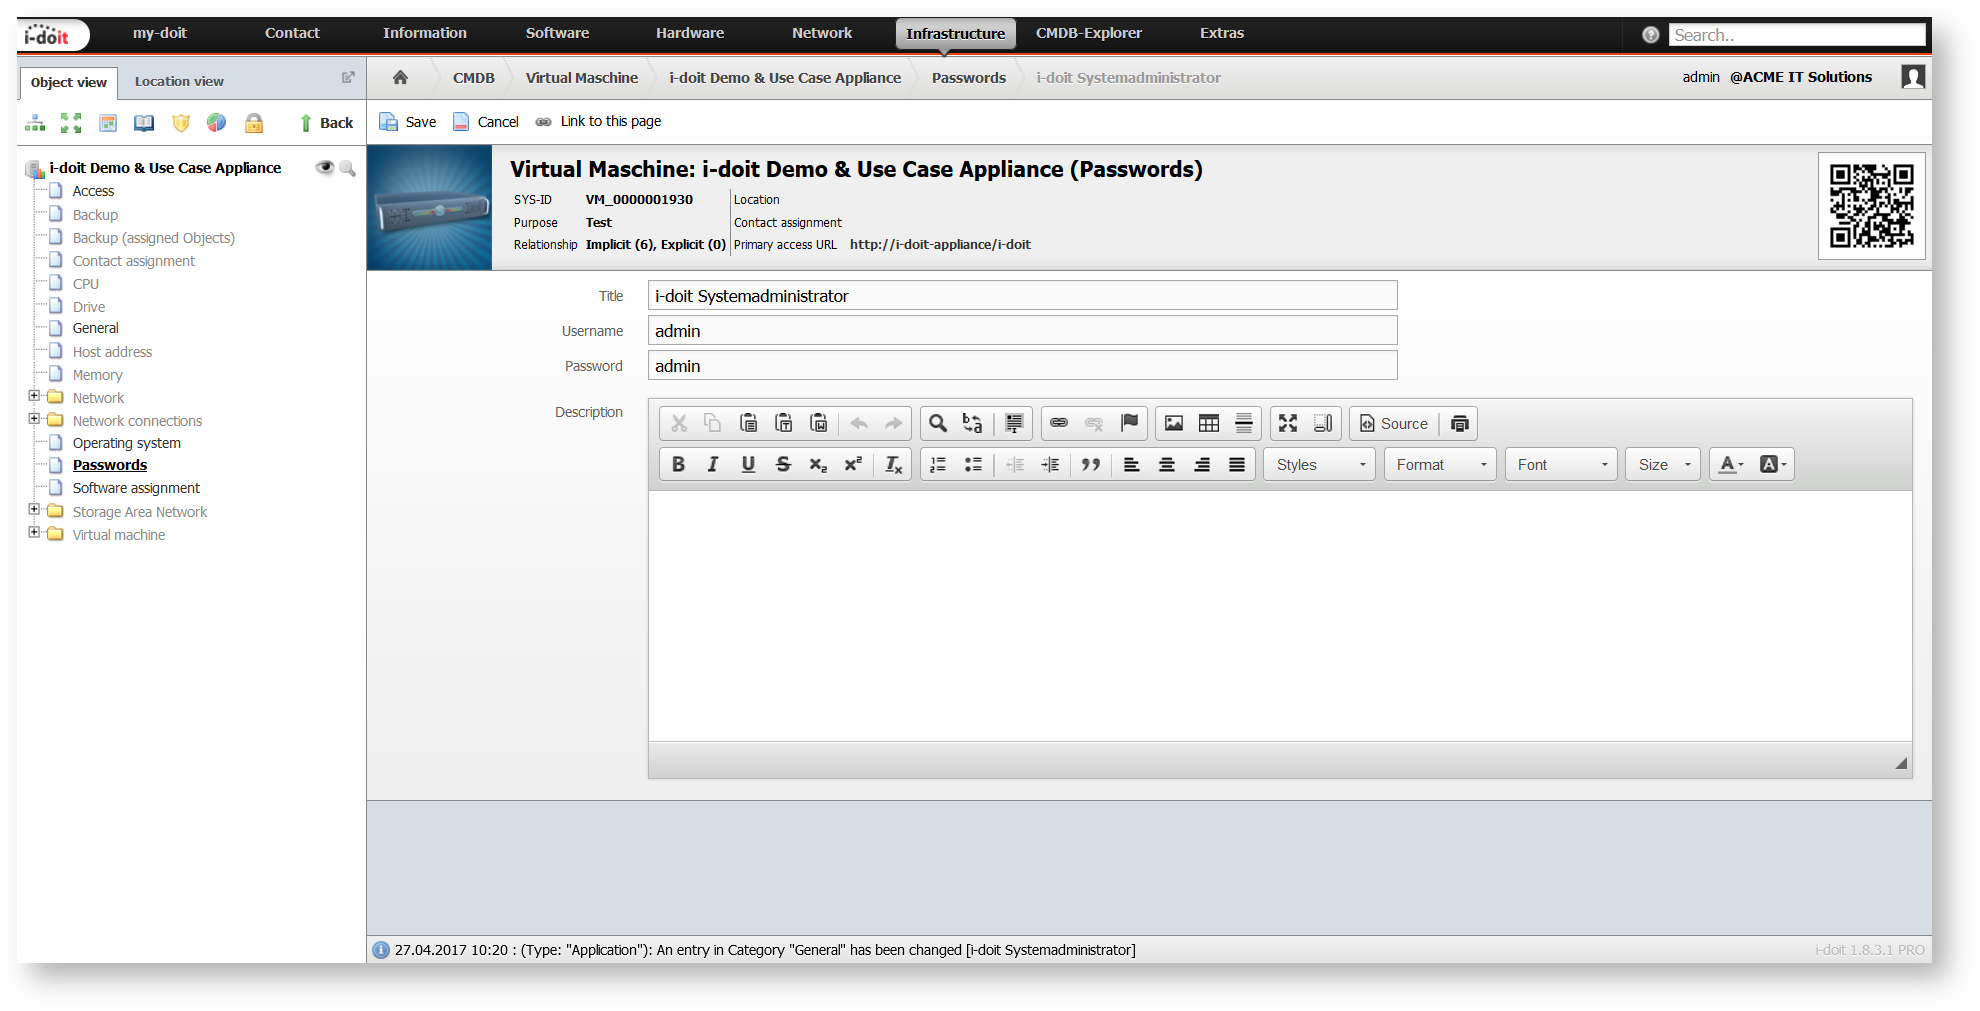 i-doit
my-doit Contact Information Software Hardware Network Infrastructure CMDB-Explorer Extras Search..
Object view Location view
CMDB Virtual Maschine i-doit Demo & Use Case Appliance Passwords i-doit Systemadministrator
admin @ACME IT Solutions
Back
Save Cancel Link to this page
i-doit Demo & Use Case Appliance
Access
Backup
Backup (assigned Objects)
Contact assignment
CPU
Drive
General
Host address
Memory
Network
Network connections
Operating system
Passwords
Software assignment
Storage Area Network
Virtual machine
Virtual Maschine: i-doit Demo & Use Case Appliance (Passwords)
SYS-ID VM_0000001930 Location
Purpose Test Contact assignment
Relationship Implicit (6), Explicit (0) Primary access URL http://i-doit-appliance/i-doit
Title i-doit Systemadministrator
Username admin
Password admin
Description
Source
Styles Format Font Size
27.04.2017 10:20 : (Type: "Application"): An entry in Category "General" has been changed [i-doit Systemadministrator]
i-doit 1.8.3.1 PRO